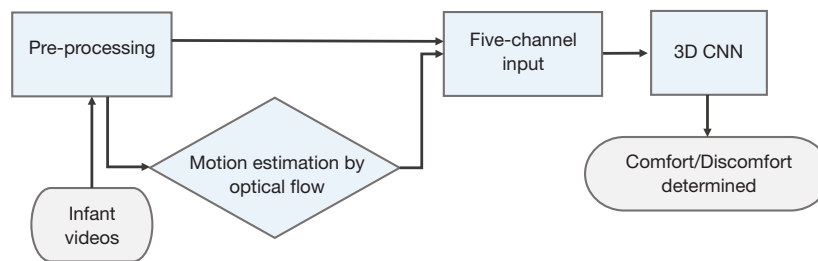 Pre-processing
Five-channel
input
3D CNN
Motion estimation by
optical flow
Comfort/Discomfort
determined
Infant
videos